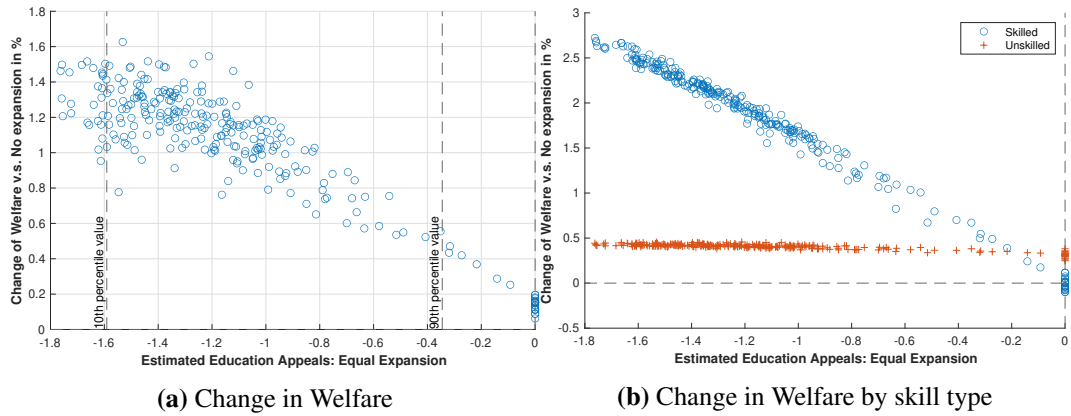 Change of Welfare v.s. No expansion in %
1.8
1.6
1.4
1.2
1
0.8
0.6
0.4
0.2
0
10th percentile value
90th percentile value
-1.8 -1.6 -1.4 -1.2 -1 -0.8 -0.6 -0.4 -0.2 0
Estimated Education Appeals: Equal Expansion
(a) Change in Welfare
Change of Welfare v.s. No expansion in %
3
2.5
2
1.5
1
0.5
0
-0.5
Skilled
Unskilled
-1.8 -1.6 -1.4 -1.2 -1 -0.8 -0.6 -0.4 -0.2 0
Estimated Education Appeals: Equal Expansion
(b) Change in Welfare by skill type